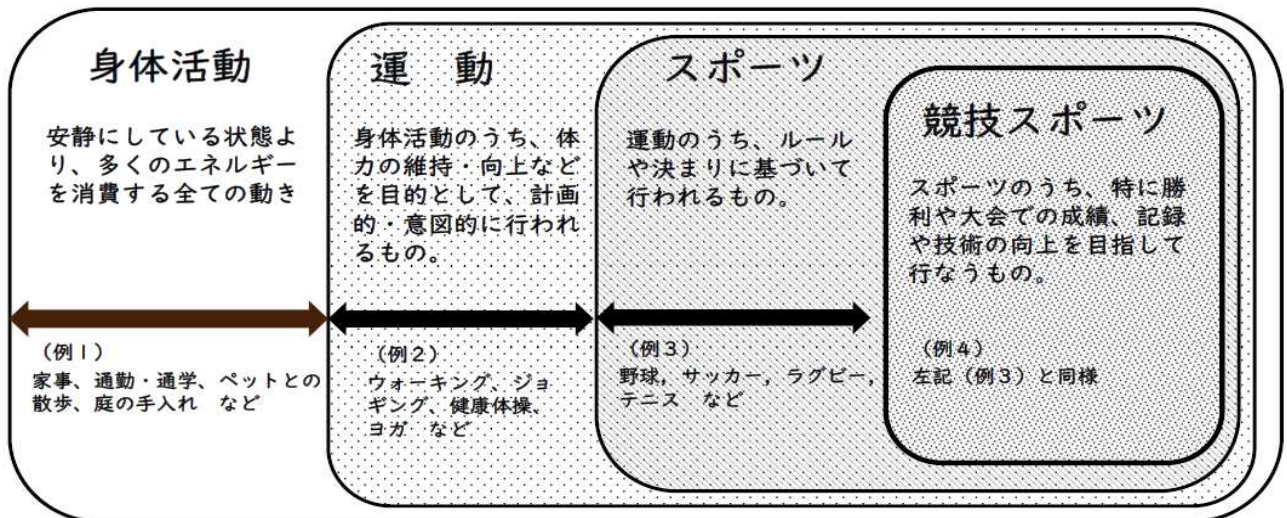 身体活動
安静にしている状態よ
り、多くのエネルギー
を消費する全ての動き
(例1)
家事、通勤・通学、ペットとの
散歩、庭の手入れ など
運 動
身体活動のうち、体
力の維持・向上など
を目的として、計画
的・意図的に行われ
るもの。
(例2)
ウォーキング、ジョ
ギング、健康体操、
ヨガ など
スポーツ
運動のうち、ルール
や決まりに基づいて
行われるもの。
(例3)
野球，サッカー，ラグビー，
テニス など
競技スポーツ
スポーツのうち、特に勝
利や大会での成績、記録
や技術の向上を目指して
行なうもの。
(例4)
左記(例3)と同様